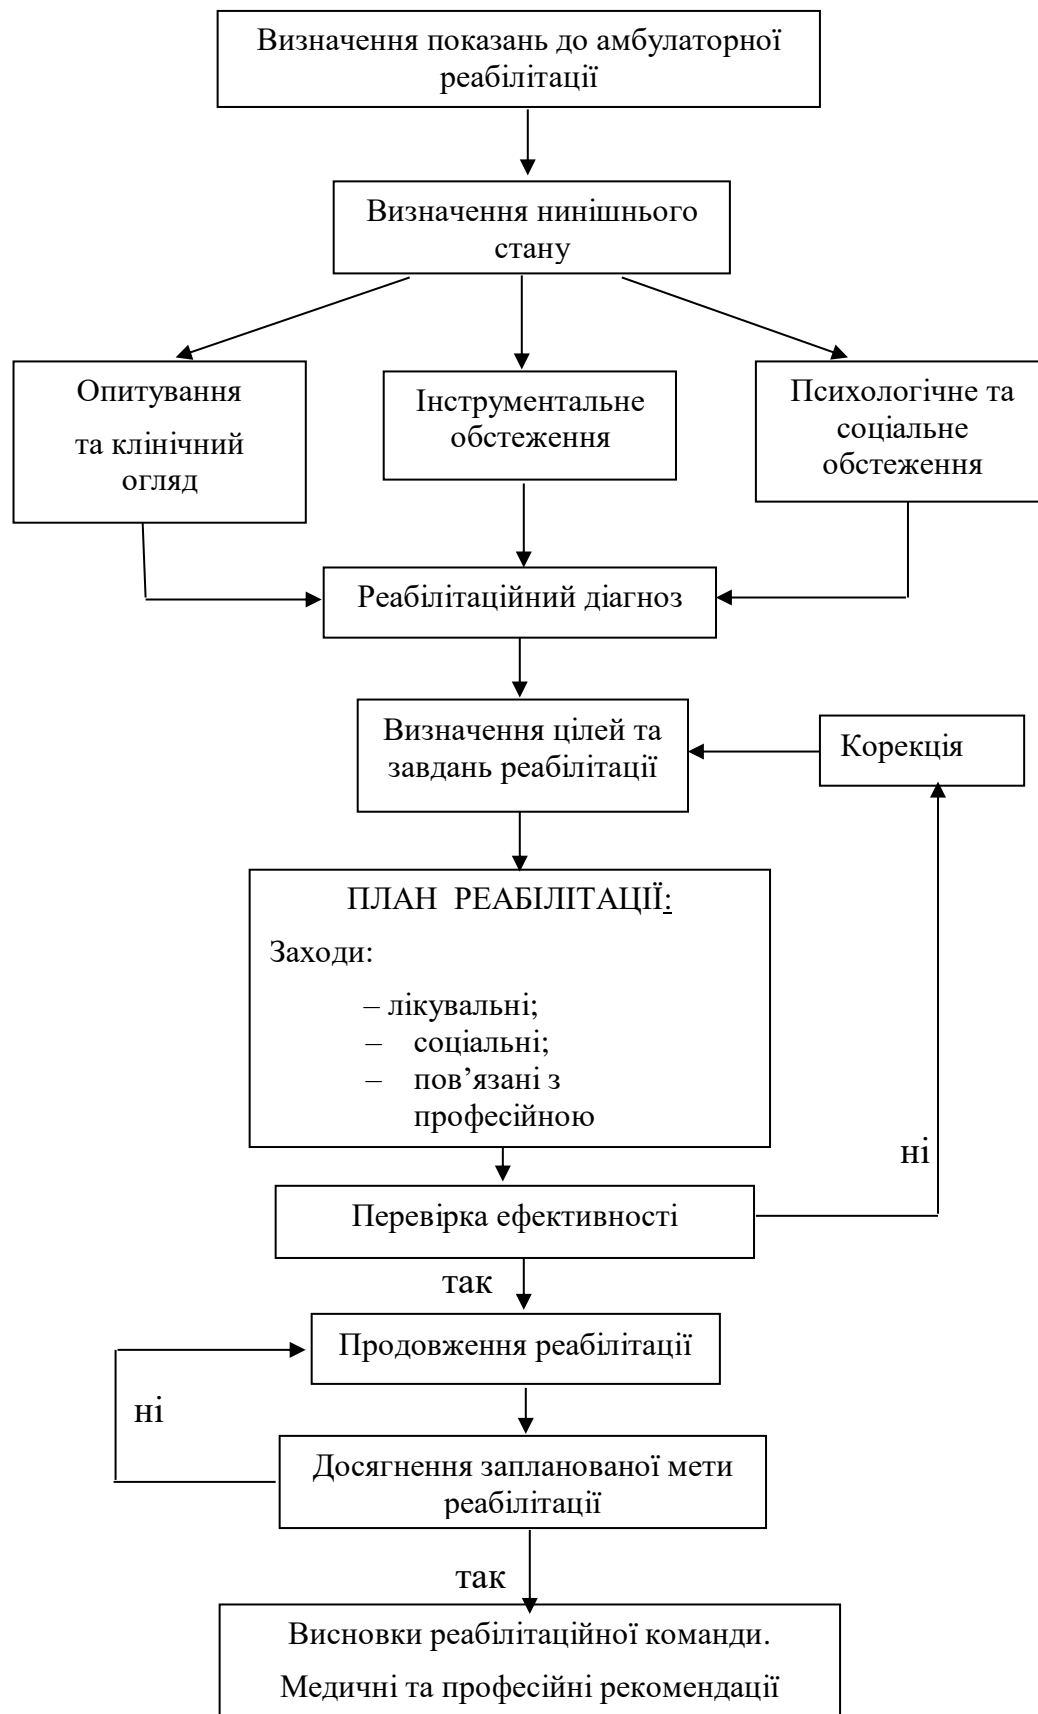 Визначення показань до амбулаторної
реабілітації
Визначення нинішнього
стану
Опитування
та клінічний
огляд
Інструментальне
обстеження
Психологічне та
соціальне
обстеження
Реабілітаційний діагноз
Визначення цілей та
завдань реабілітації
Корекція
ПЛАН РЕАБІЛІТАЦІЇ:
Заходи:
– лікувальні;
– соціальні;
– пов’язані з
професійною
ні
Перевірка ефективності
так
Продовження реабілітації
ні
Досягнення запланованої мети
реабілітації
так
Висновки реабілітаційної команди.
Медичні та професійні рекомендації